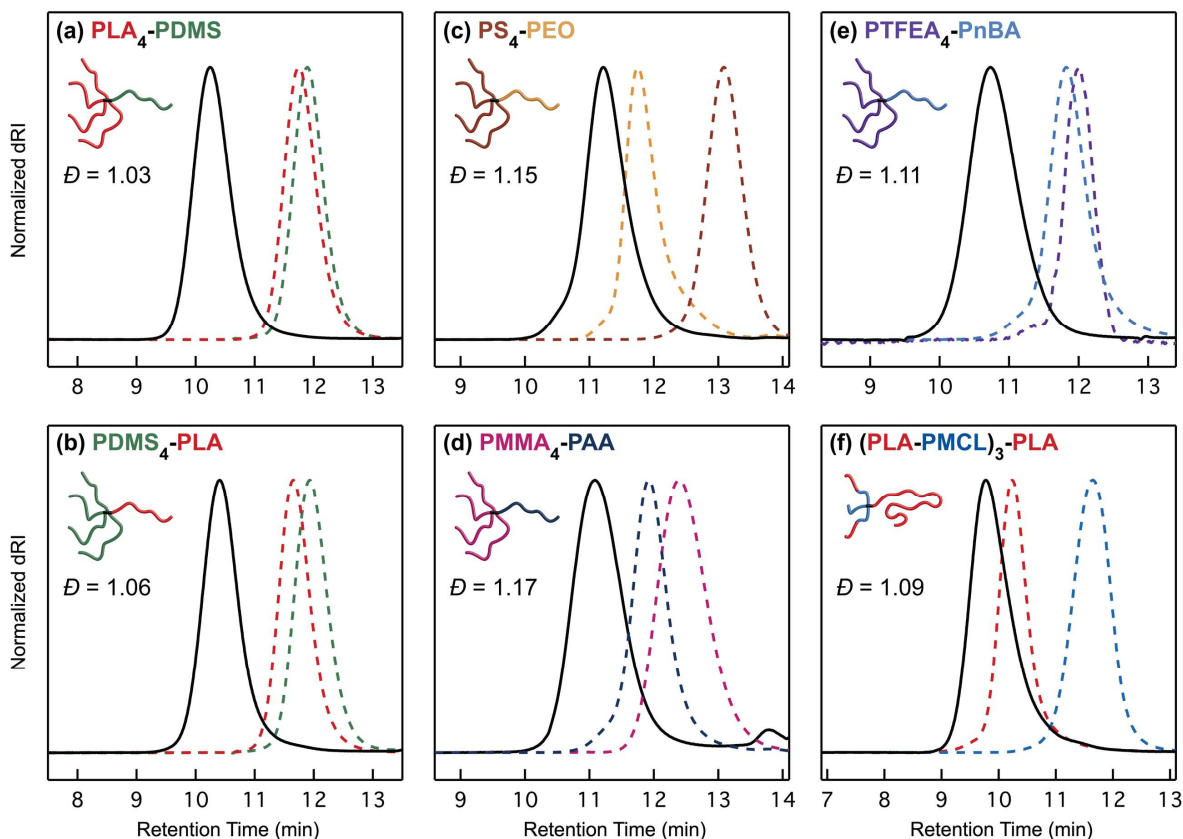 (a) PLA₄-PDMS
Đ = 1.03
Normalized dRI
8 9 10 11 12 13
(c) PS₄-PEO
Đ = 1.15
9 10 11 12 13 14
(e) PTFEA₄-PnBA
Đ = 1.11
9 10 11 12 13
(b) PDMS₄-PLA
Đ = 1.06
Normalized dRI
8 9 10 11 12 13
Retention Time (min)
(d) PMMA₄-PAA
Đ = 1.17
9 10 11 12 13 14
Retention Time (min)
(f) (PLA-PMCL)₃-PLA
Đ = 1.09
7 8 9 10 11 12 13
Retention Time (min)